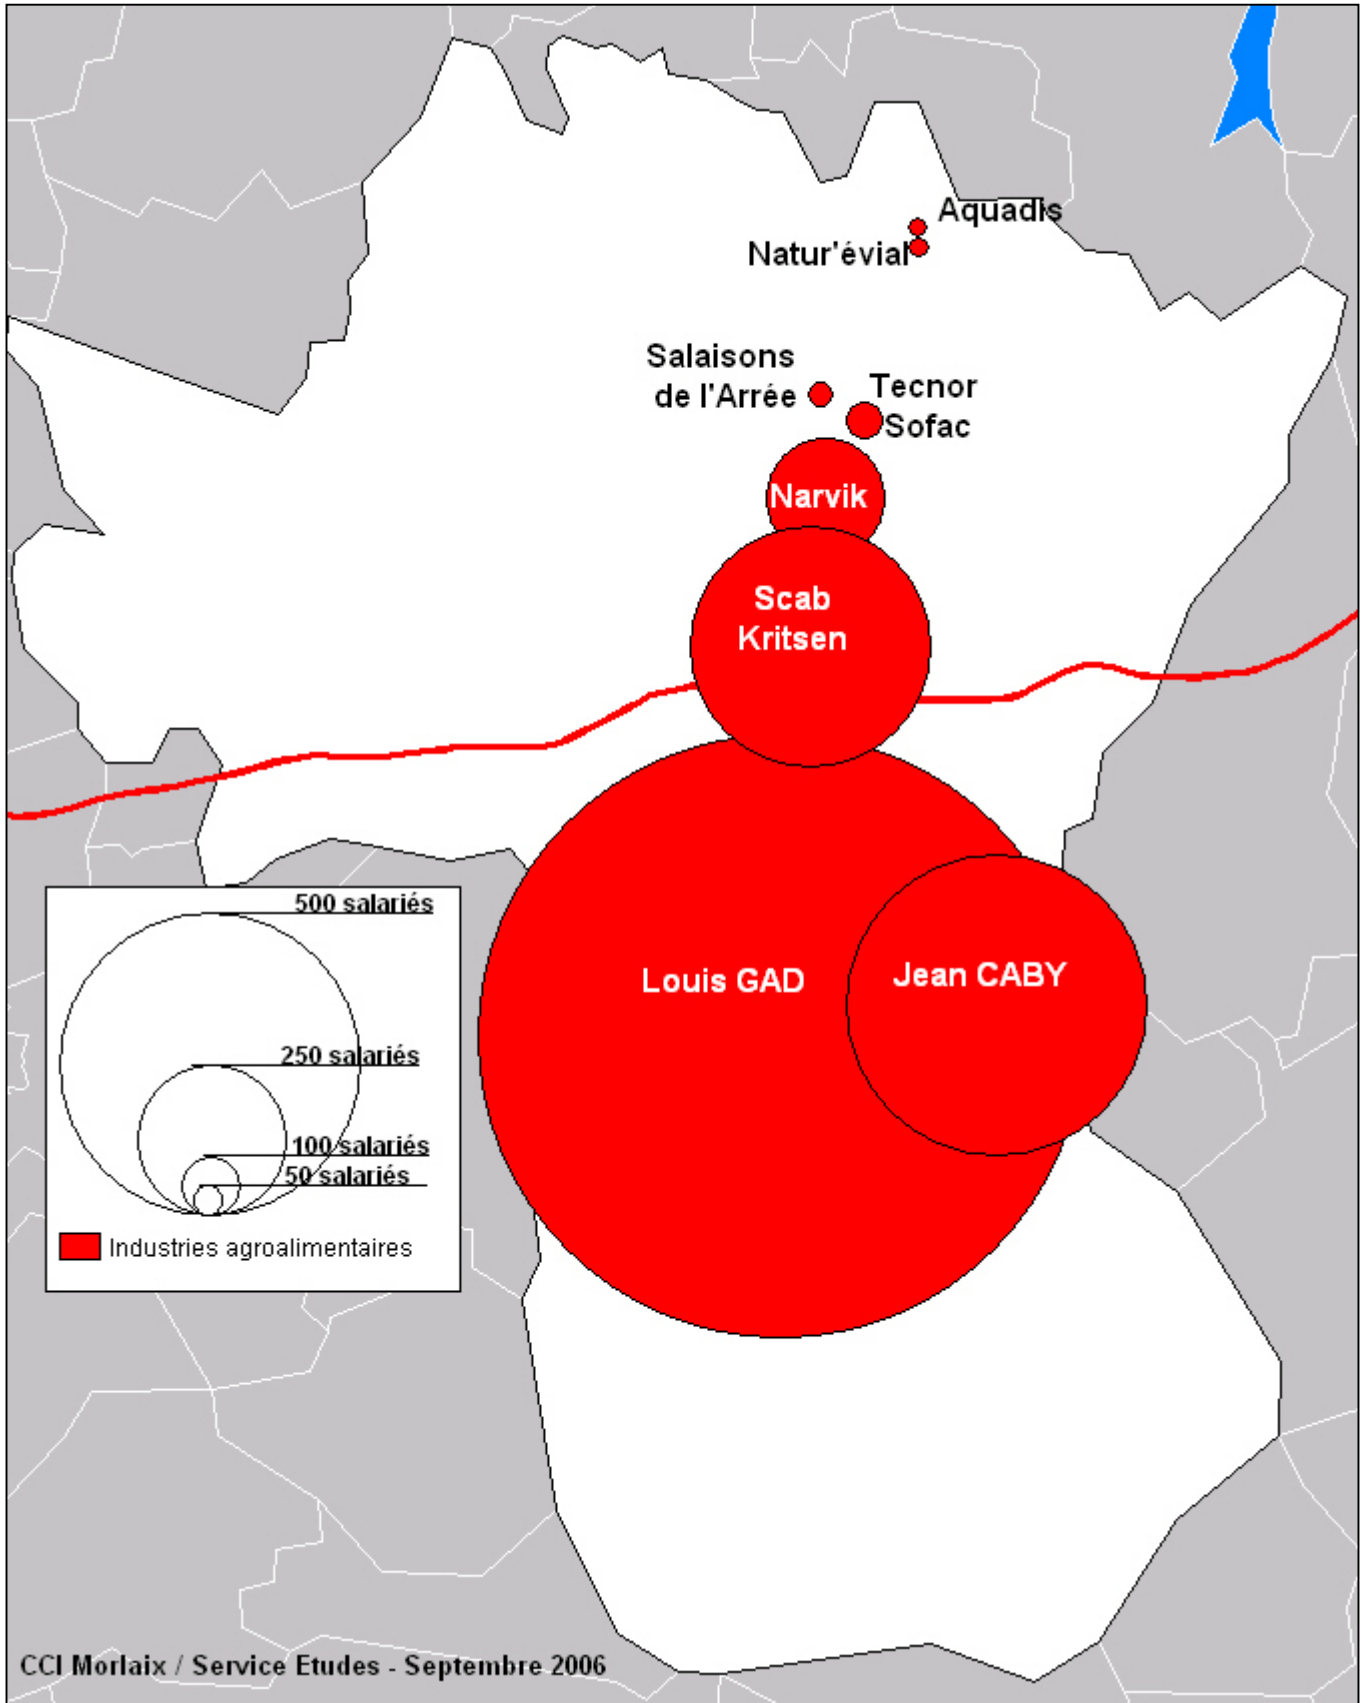 Aquadis
Natur'évial
Salaisons
de l'Arrée
Tecnor
Sofac
Narvik
Scab
Kritsen
Louis GAD
Jean CABY
500 salariés
250 salariés
100 salariés
50 salariés
Industries agroalimentaires
CCI Morlaix / Service Etudes - Septembre 2006